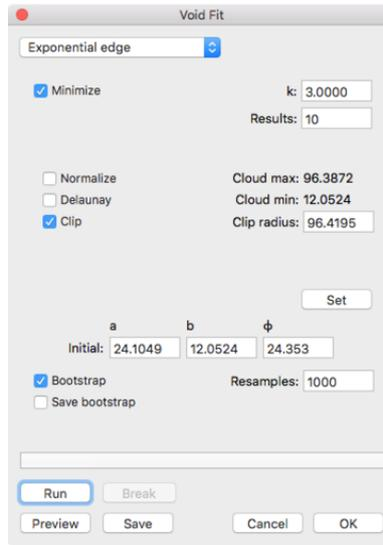 Void Fit
Exponential edge
Minimize k: 3.0000
Results: 10
Normalize Cloud max: 96.3872
Delaunay Cloud min: 12.0524
Clip Clip radius: 96.4195
Set
a b ϕ
Initial: 24.1049 12.0524 24.353
Bootstrap Resamples: 1000
Save bootstrap
Run Break
Preview Save Cancel OK